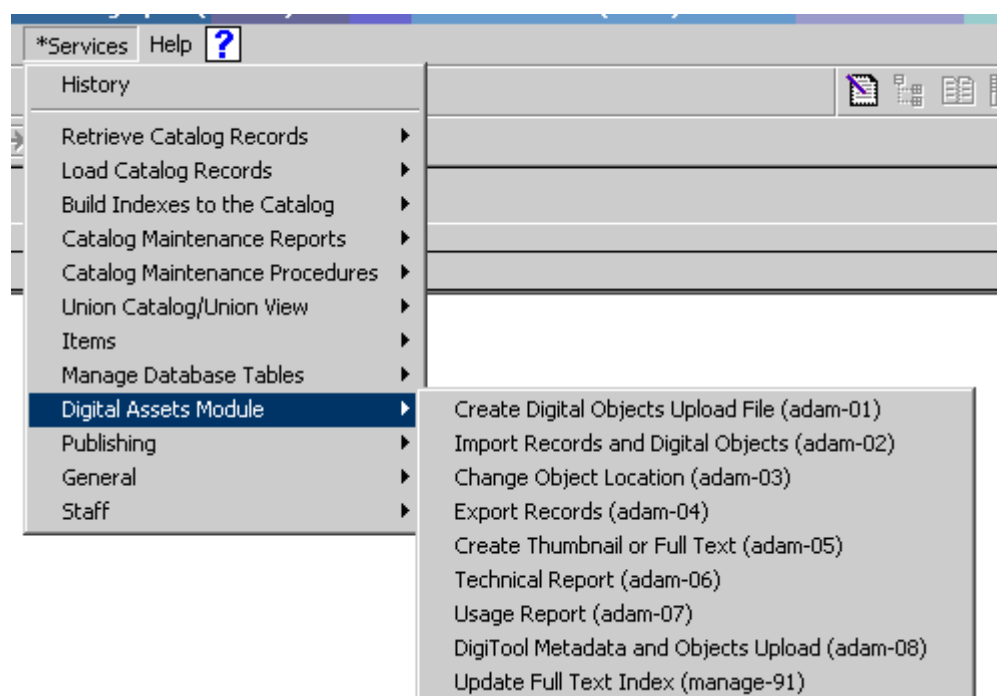 *Services Help ?
History
Retrieve Catalog Records
Load Catalog Records
Build Indexes to the Catalog
Catalog Maintenance Reports
Catalog Maintenance Procedures
Union Catalog/Union View
Items
Manage Database Tables
Digital Assets Module
Publishing
General
Staff
Create Digital Objects Upload File (adam-01)
Import Records and Digital Objects (adam-02)
Change Object Location (adam-03)
Export Records (adam-04)
Create Thumbnail or Full Text (adam-05)
Technical Report (adam-06)
Usage Report (adam-07)
DigiTool Metadata and Objects Upload (adam-08)
Update Full Text Index (manage-91)